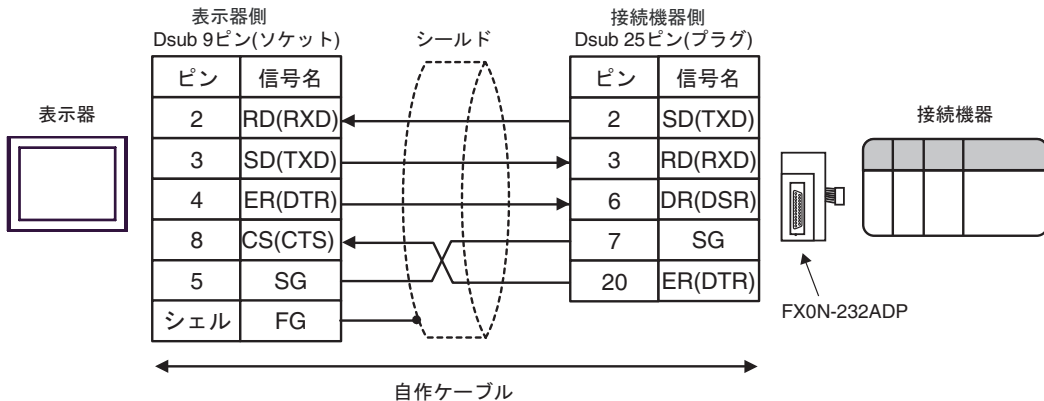 表示器側
Dsub 9ピン(ソケット)
シールド
接続機器側
Dsub 25ピン(プラグ)
ピン 信号名
ピン 信号名
表示器
接続機器
2 RD(RXD)
2 SD(TXD)
3 SD(TXD)
3 RD(RXD)
4 ER(DTR)
6 DR(DSR)
8 CS(CTS)
7 SG
5 SG
20 ER(DTR)
シェル FG
FX0N-232ADP
自作ケーブル